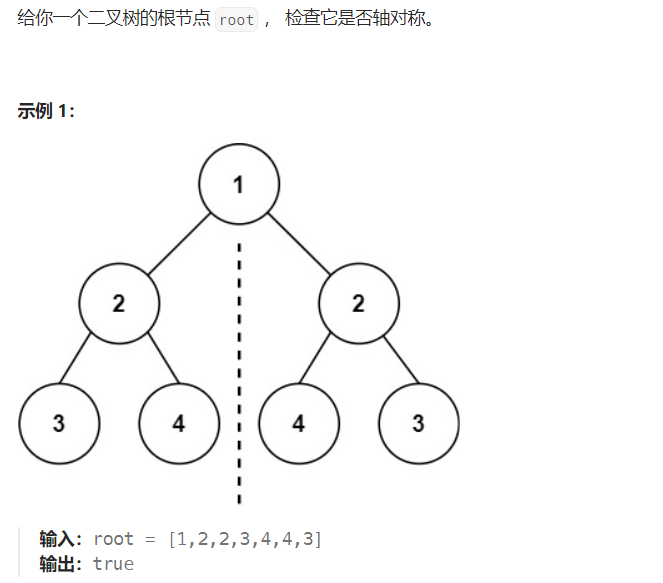 给你一个二叉树的根节点 root ， 检查它是否轴对称。
示例 1：
1
2 2
3 4 4 3
输入：root = [1,2,2,3,4,4,3]
输出：true